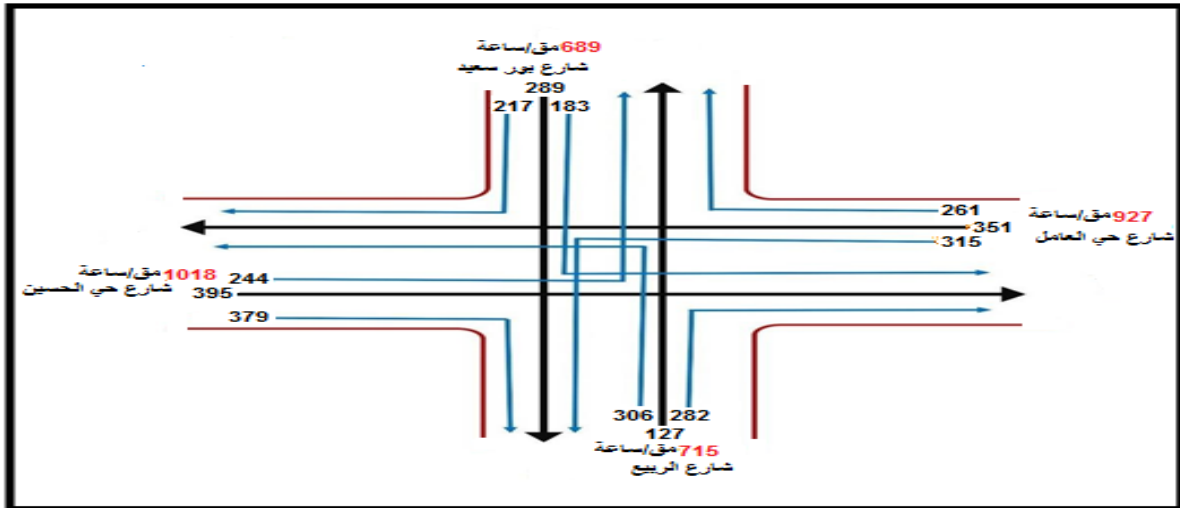 689مق/ساعة
شارع بور سعيد
289
217 183
261
351
315
927مق/ساعة
شارع حي العامل
1018مق/ساعة
شارع حي الحسين
244
395
379
306 282
127
715مق/ساعة
شارع الربيع